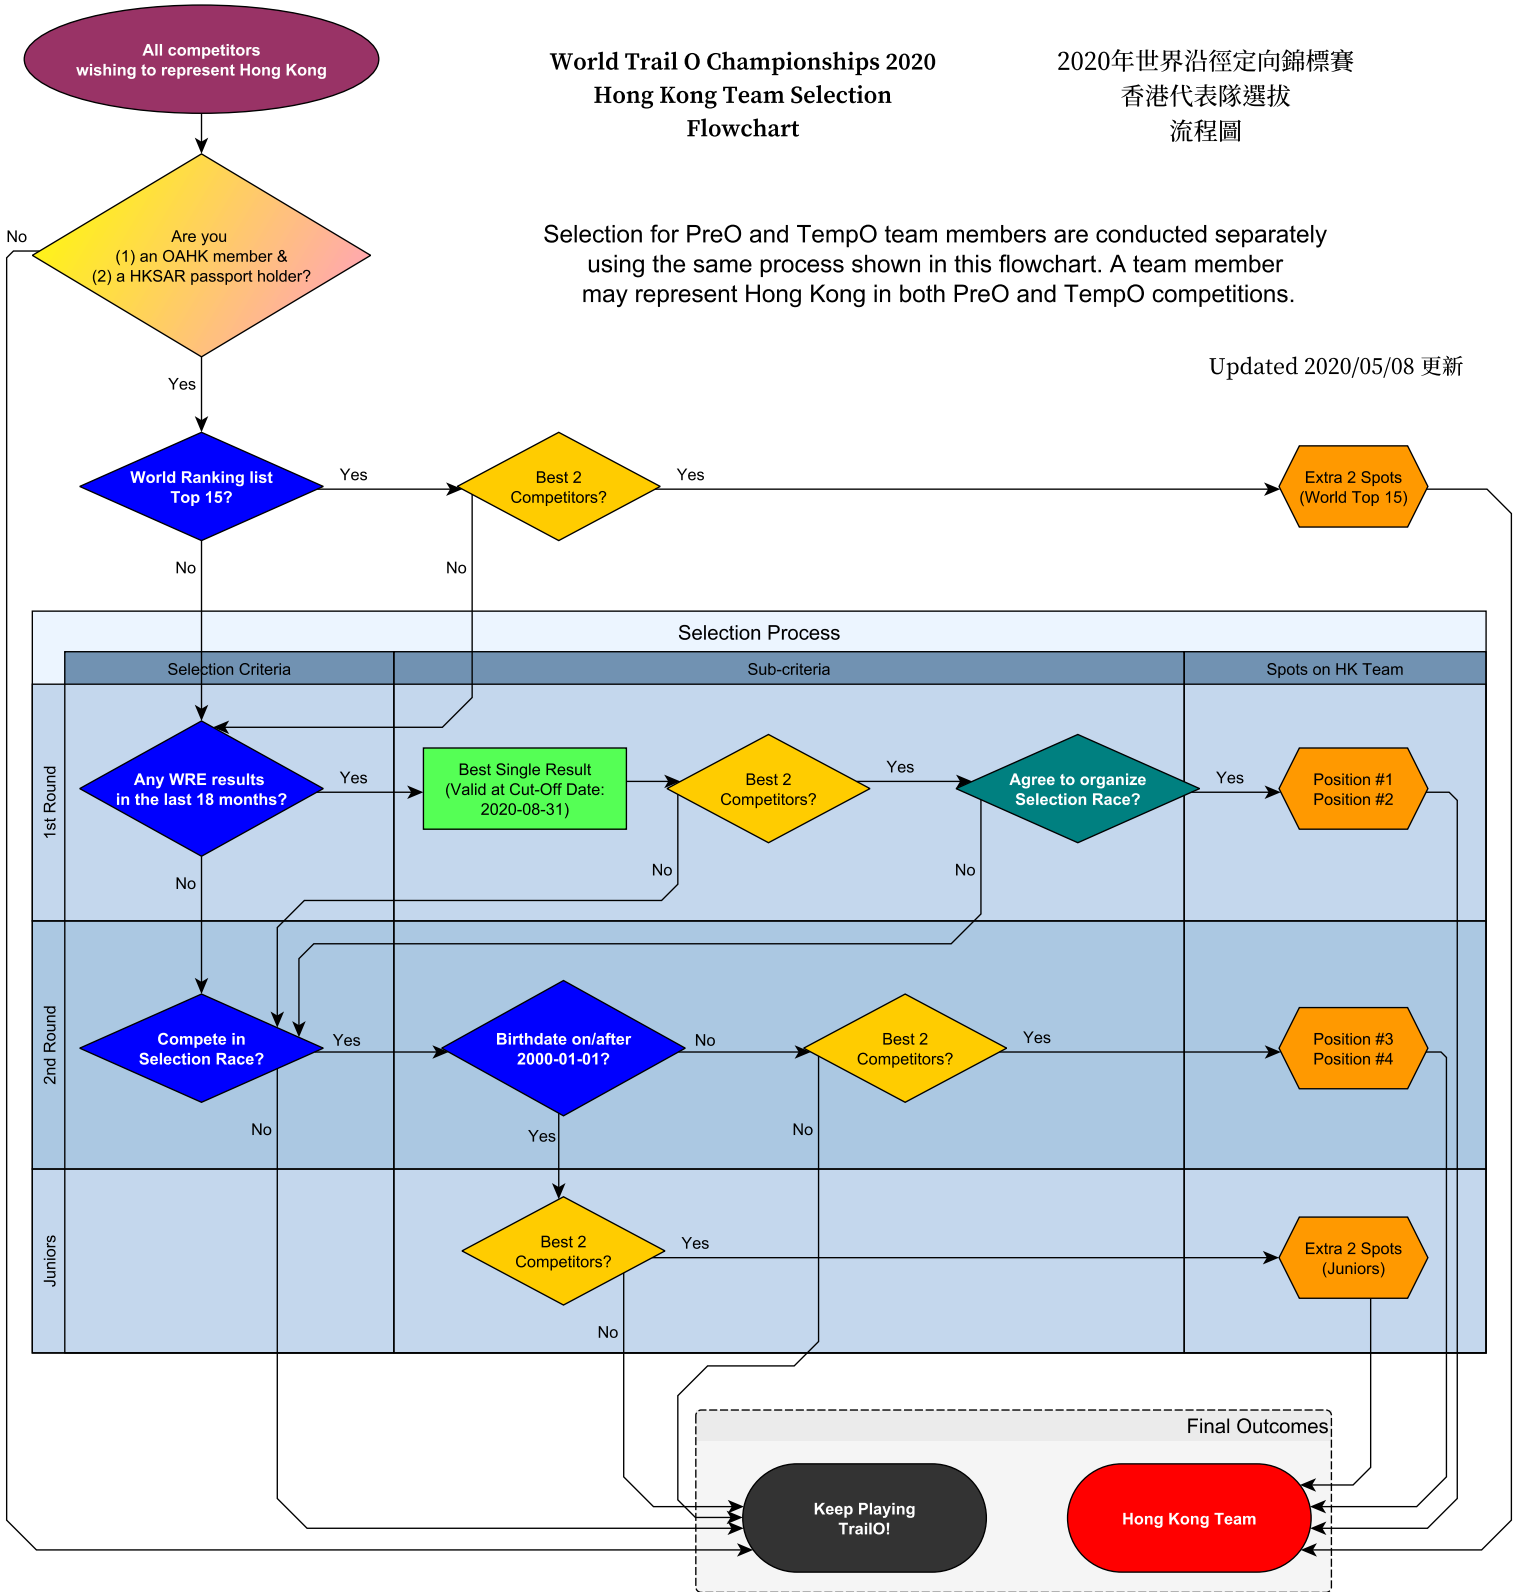 All competitors
wishing to represent Hong Kong
World Trail O Championships 2020
Hong Kong Team Selection
Flowchart
2020年世界沿徑定向錦標賽
香港代表隊選拔
流程圖
Are you
(1) an OAHK member &
(2) a HKSAR passport holder?
No
Yes
Selection for PreO and TempO team members are conducted separately
using the same process shown in this flowchart. A team member
may represent Hong Kong in both PreO and TempO competitions.
Updated 2020/05/08 更新
World Ranking list
Top 15?
Yes
No
Best 2
Competitors?
Yes
No
Extra 2 Spots
(World Top 15)
Selection Process
Selection Criteria
Sub-criteria
Spots on HK Team
1st Round
Any WRE results
in the last 18 months?
Yes
No
Best Single Result
(Valid at Cut-Off Date:
2020-08-31)
Best 2
Competitors?
Yes
No
Agree to organize
Selection Race?
Yes
No
Position #1
Position #2
2nd Round
Compete in
Selection Race?
Yes
No
Birthdate on/after
2000-01-01?
No
Yes
Best 2
Competitors?
Yes
No
Position #3
Position #4
Juniors
Best 2
Competitors?
Yes
No
Extra 2 Spots
(Juniors)
Final Outcomes
Keep Playing
TrailO!
Hong Kong Team